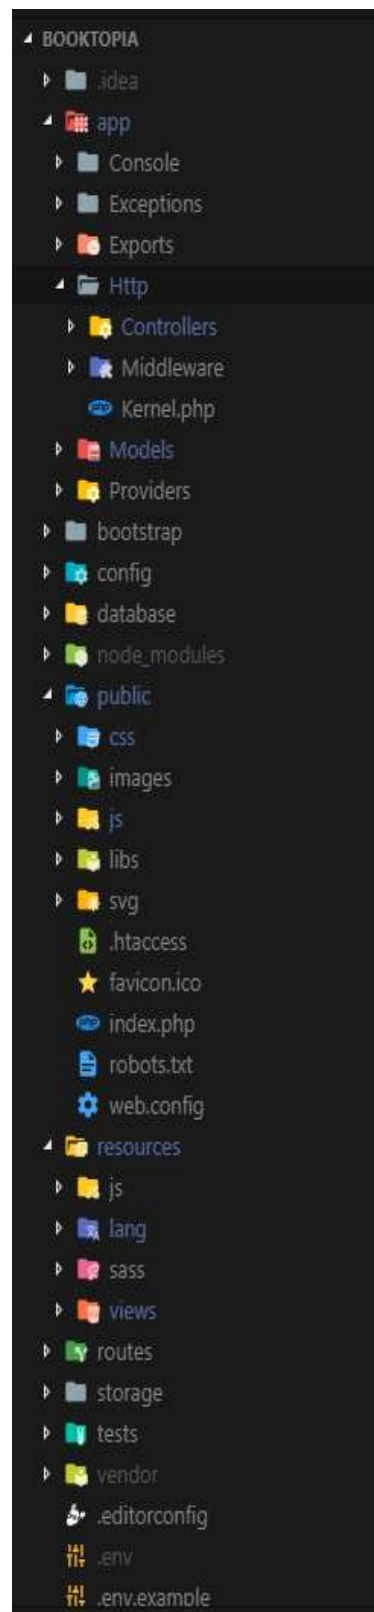 BOOKTOPIA
.idea
app
Console
Exceptions
Exports
Http
Controllers
Middleware
Kernel.php
Models
Providers
bootstrap
config
database
node_modules
public
css
images
js
libs
svg
.htaccess
favicon.ico
index.php
robots.txt
web.config
resources
js
lang
sass
views
routes
storage
tests
vendor
.editorconfig
.env
.env.example